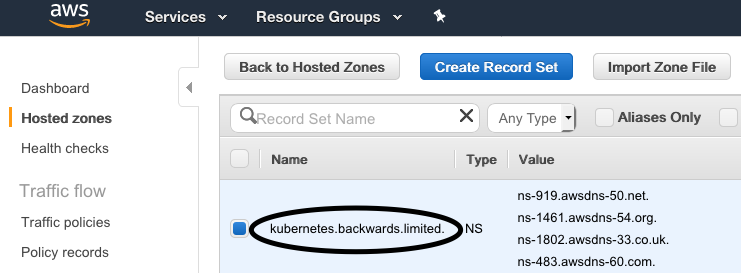 aws
Services
Resource Groups
Dashboard
Hosted zones
Health checks
Traffic flow
Traffic policies
Policy records
Back to Hosted Zones
Create Record Set
Import Zone File
Record Set Name
Any Type
Aliases Only
Name
Type
Value
kubernetes.backwards.limited.
NS
ns-919.awsdns-50.net.
ns-1461.awsdns-54.org.
ns-1802.awsdns-33.co.uk.
ns-483.awsdns-60.com.